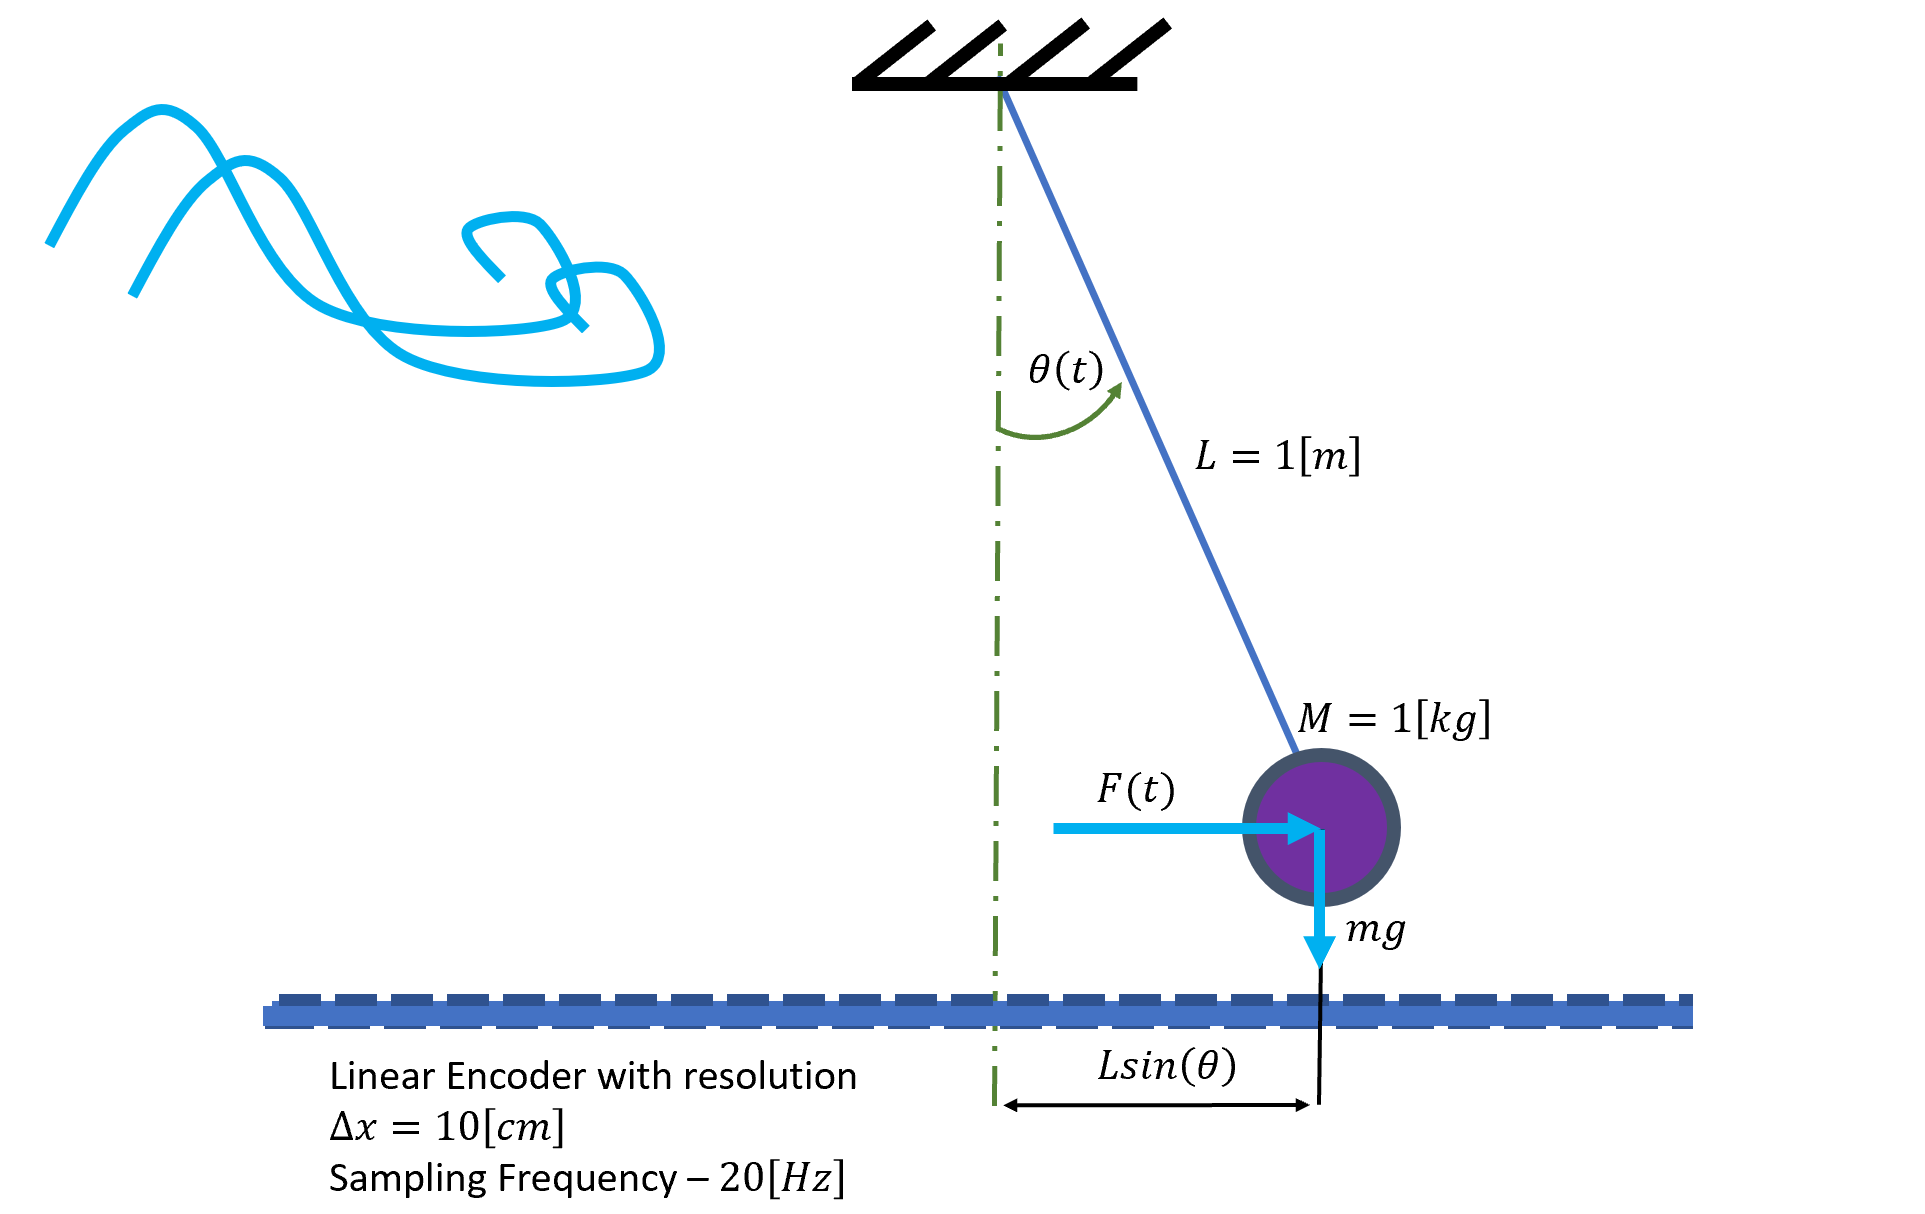 θ(t)
L = 1[m]
M = 1[kg]
F(t)
mg
Lsin(θ)
Linear Encoder with resolution
Δx = 10[cm]
Sampling Frequency – 20[Hz]